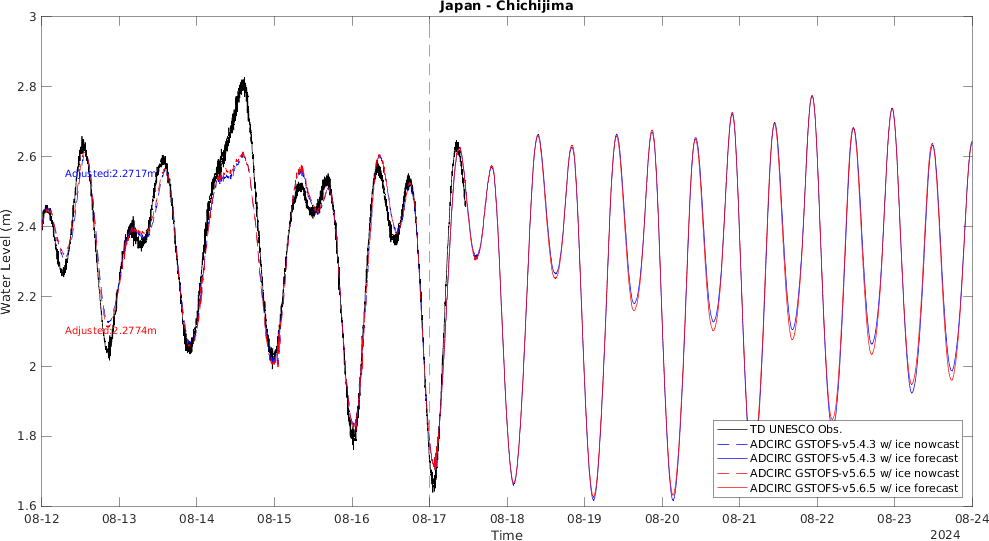 Japan - Chichijima
Water Level (m)
3
2.8
2.6
2.4
2.2
2
1.8
1.6
Adjusted:2.2717m
Adjusted:2.2774m
TD UNESCO Obs.
ADCIRC GSTOFS-v5.4.3 w/ ice nowcast
ADCIRC GSTOFS-v5.4.3 w/ ice forecast
ADCIRC GSTOFS-v5.6.5 w/ ice nowcast
ADCIRC GSTOFS-v5.6.5 w/ ice forecast
08-12 08-13 08-14 08-15 08-16 08-17 08-18 08-19 08-20 08-21 08-22 08-23 08-24
Time
2024